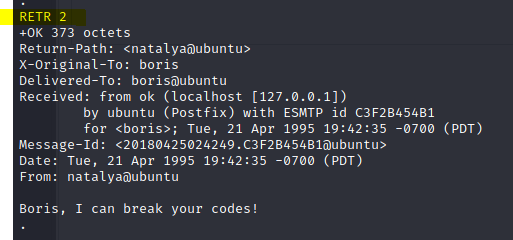 .
RETR 2
+OK 373 octets
Return-Path: <natalya@ubuntu>
X-Original-To: boris
Delivered-To: boris@ubuntu
Received: from ok (localhost [127.0.0.1])
        by ubuntu (Postfix) with ESMTP id C3F2B454B1
        for <boris>; Tue, 21 Apr 1995 19:42:35 -0700 (PDT)
Message-Id: <20180425024249.C3F2B454B1@ubuntu>
Date: Tue, 21 Apr 1995 19:42:35 -0700 (PDT)
From: natalya@ubuntu

Boris, I can break your codes!
.